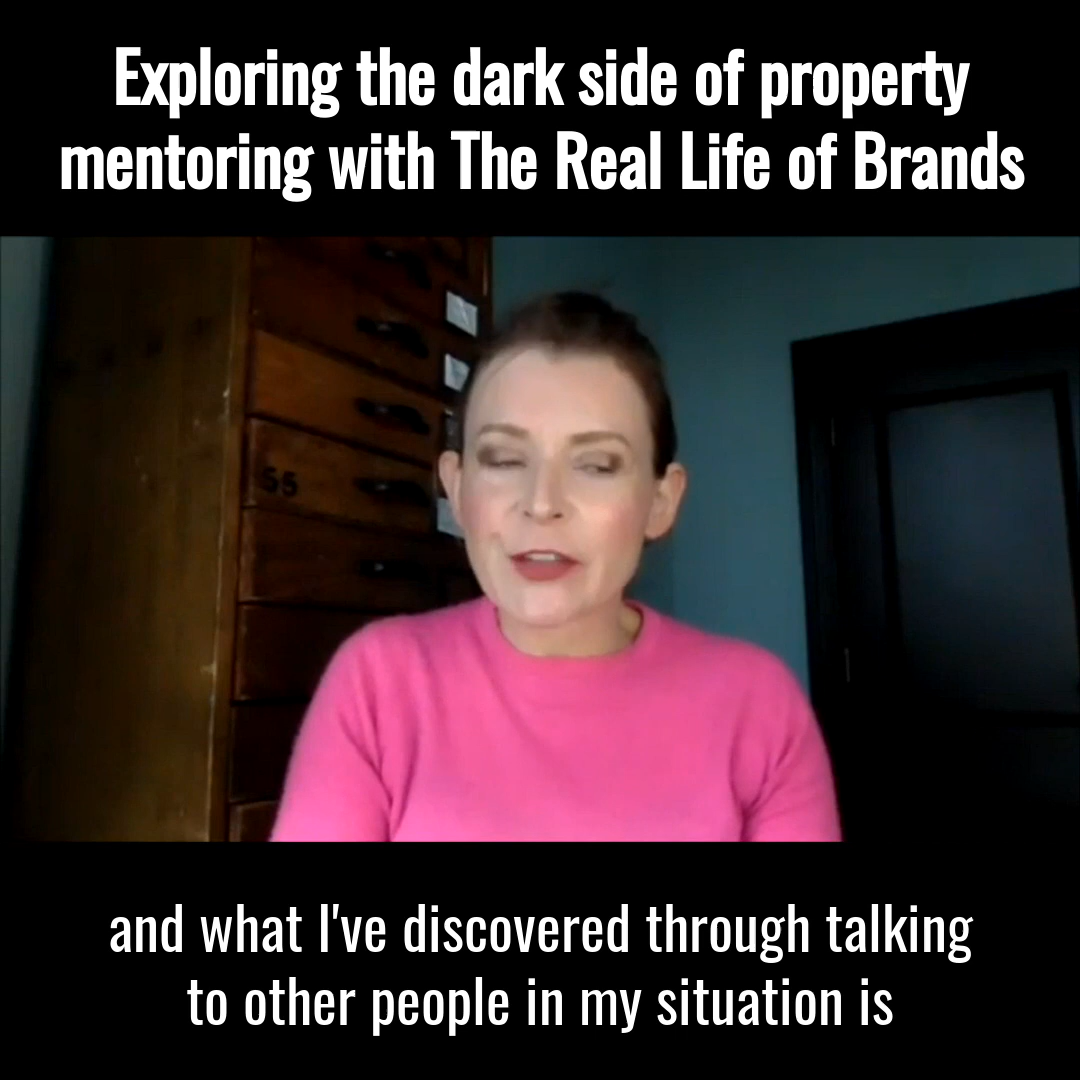 Exploring the dark side of property
mentoring with The Real Life of Brands
55
and what I've discovered through talking
to other people in my situation is